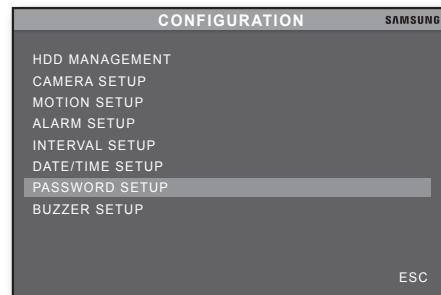 CONFIGURATION SAMSUNG
HDD MANAGEMENT
CAMERA SETUP
MOTION SETUP
ALARM SETUP
INTERVAL SETUP
DATE/TIME SETUP
PASSWORD SETUP
BUZZER SETUP
ESC